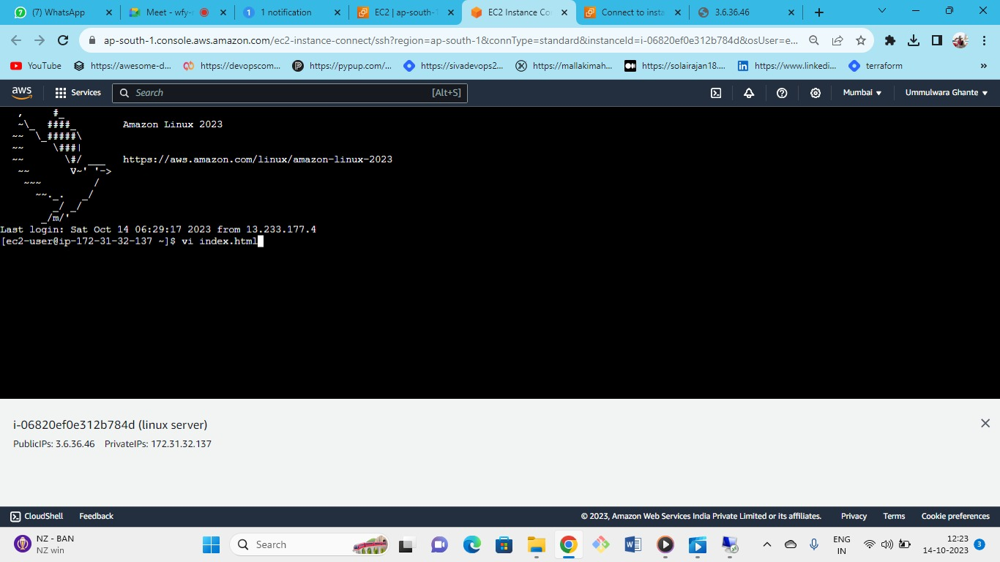 (7) WhatsApp
Meet - wfy-
1 notification
EC2 | ap-south-1
EC2 Instance Co
Connect to insta
3.6.36.46
ap-south-1.console.aws.amazon.com/ec2-instance-connect/ssh?region=ap-south-1&connType=standard&instanceId=i-06820ef0e312b784d&osUser=e...
YouTube
https://awesome-d...
https://devopscom...
https://pypup.com/...
https://sivadevops2...
https://mallakimah...
https://solairajan18....
https://www.linkedi...
terraform
»
aws
Services
Search
[Alt+S]
Mumbai
Ummulwara Ghante
   ,     #_
   ~\_  ####_        Amazon Linux 2023
  ~~  \_#####\
  ~~     \###|
  ~~       \#/ ___   https://aws.amazon.com/linux/amazon-linux-2023
   ~~       V~' '->
    ~~~         /
      ~~._.   _/
         _/ _/
       _/m/'
Last login: Sat Oct 14 06:29:17 2023 from 13.233.177.4
[ec2-user@ip-172-31-32-137 ~]$ vi index.html
i-06820ef0e312b784d (linux server)
PublicIPs: 3.6.36.46 PrivateIPs: 172.31.32.137
CloudShell
Feedback
© 2023, Amazon Web Services India Private Limited or its affiliates.
Privacy
Terms
Cookie preferences
NZ - BAN
NZ win
Search
ENG
IN
12:23
14-10-2023
3